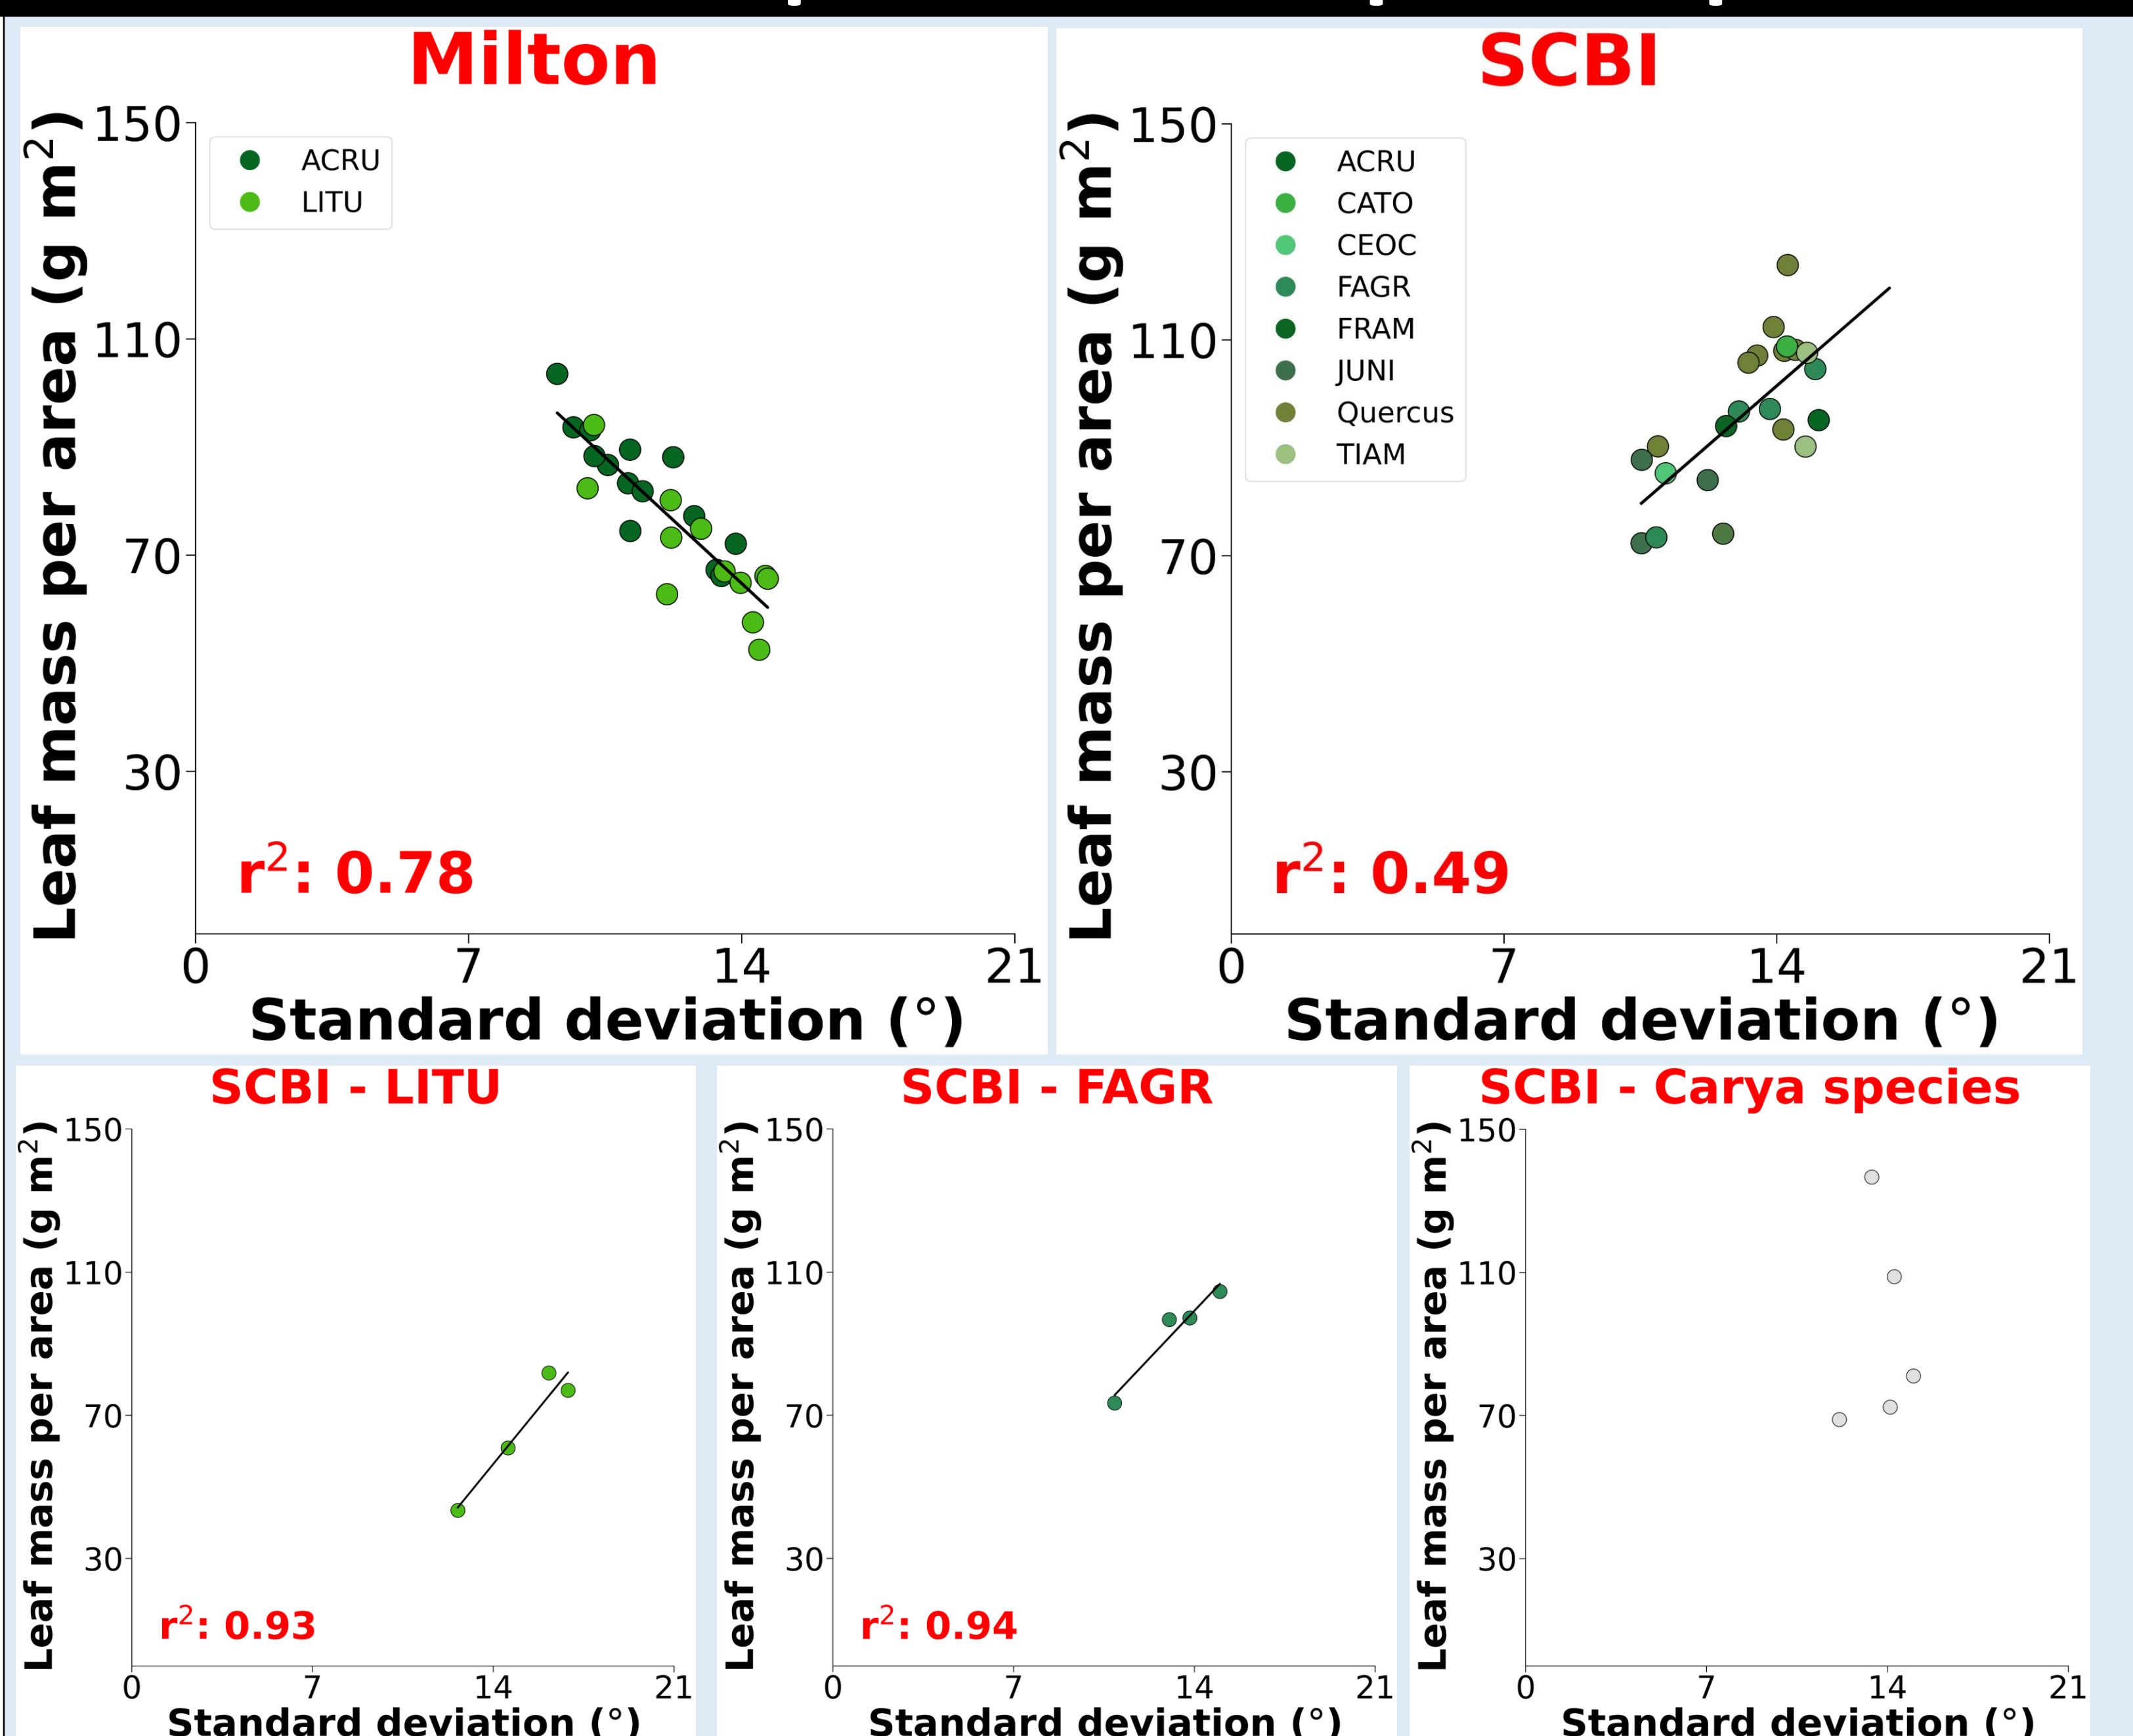 Milton
Leaf mass per area (g m²)
150
110
70
30
ACRU
LITU
r²: 0.78
0 7 14 21
Standard deviation (°)
SCBI
Leaf mass per area (g m²)
150
110
70
30
ACRU
CATO
CEOC
FAGR
FRAM
JUNI
Quercus
TIAM
r²: 0.49
0 7 14 21
Standard deviation (°)
SCBI - LITU
Leaf mass per area (g m²)
150
110
70
30
r²: 0.93
0 7 14 21
Standard deviation (°)
SCBI - FAGR
Leaf mass per area (g m²)
150
110
70
30
r²: 0.94
0 7 14 21
Standard deviation (°)
SCBI - Carya species
Leaf mass per area (g m²)
150
110
70
30
0 7 14 21
Standard deviation (°)